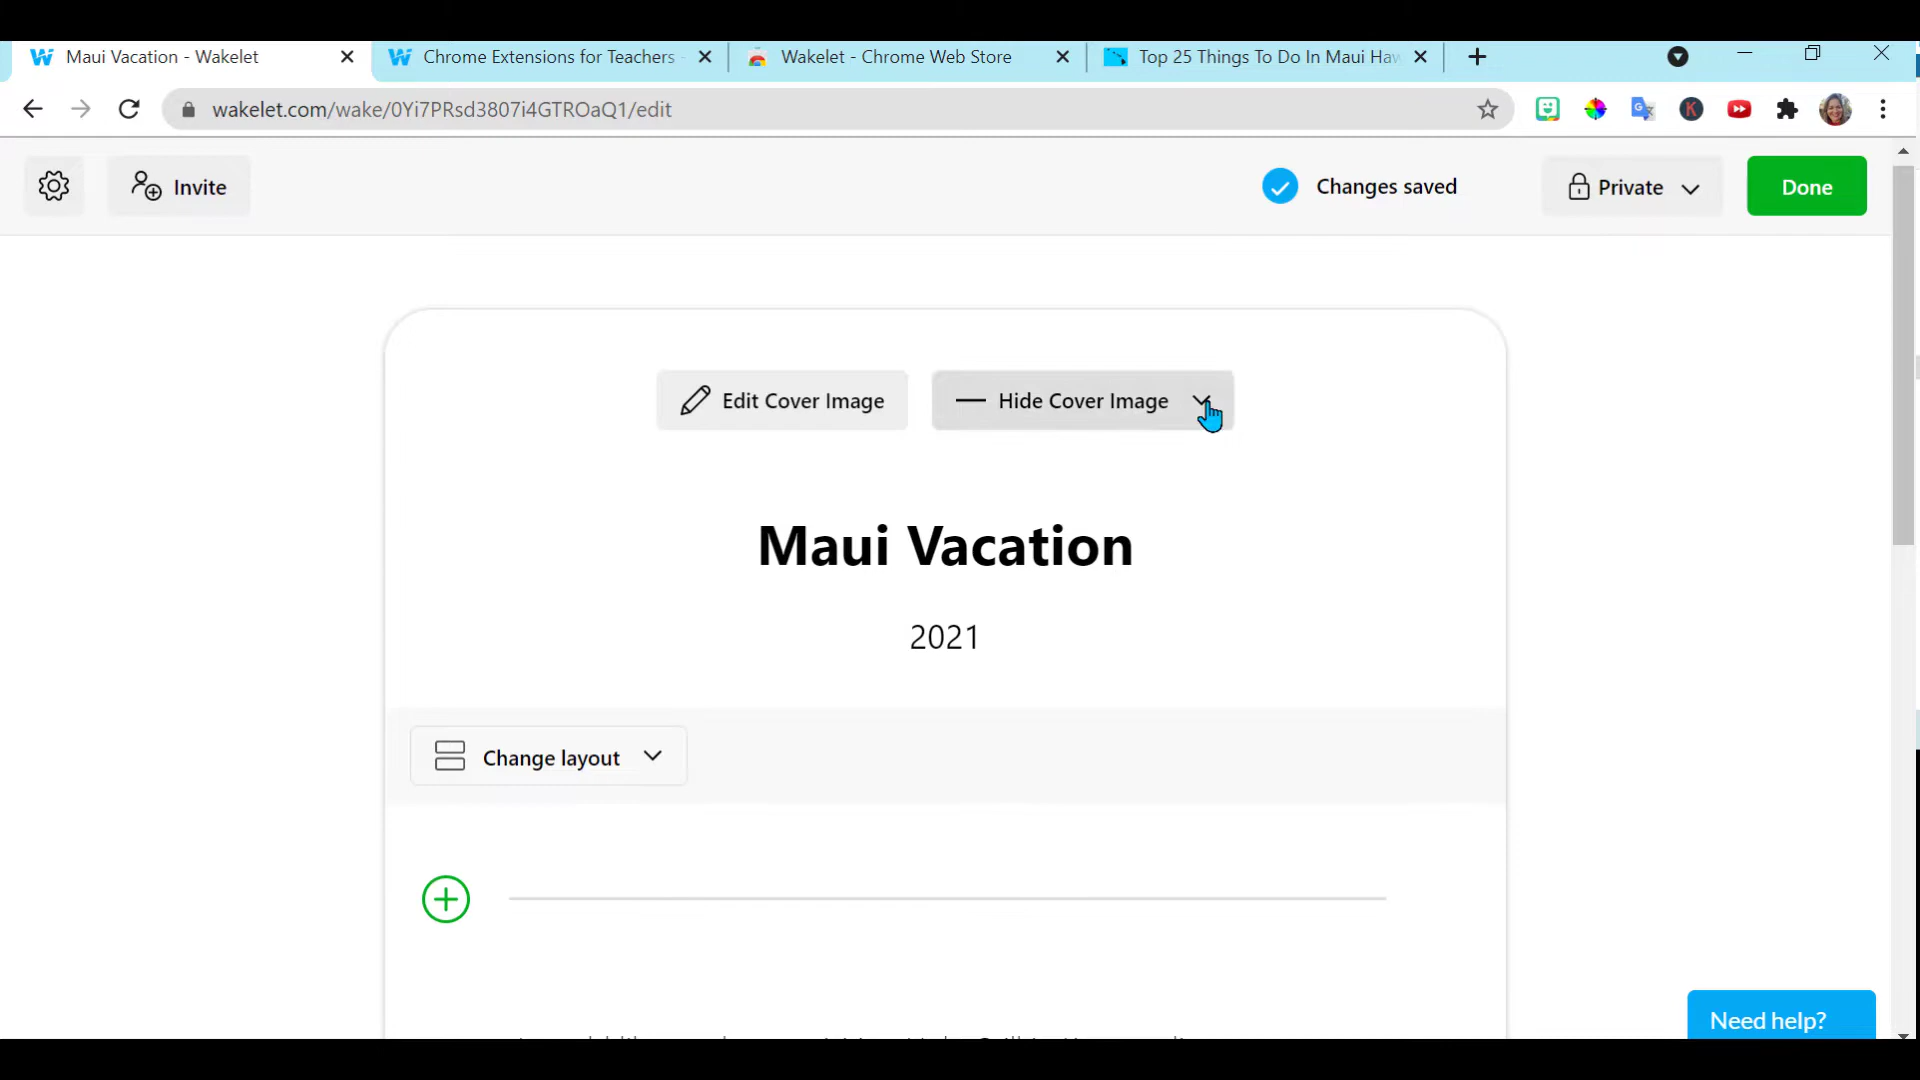 Maui Vacation - Wakelet
Chrome Extensions for Teachers -
Wakelet - Chrome Web Store
Top 25 Things To Do In Maui Haw
wakelet.com/wake/0Yi7PRsd3807i4GTROaQ1/edit
Invite
Changes saved
Private
Done
Edit Cover Image
Hide Cover Image
Maui Vacation
2021
Change layout
Need help?